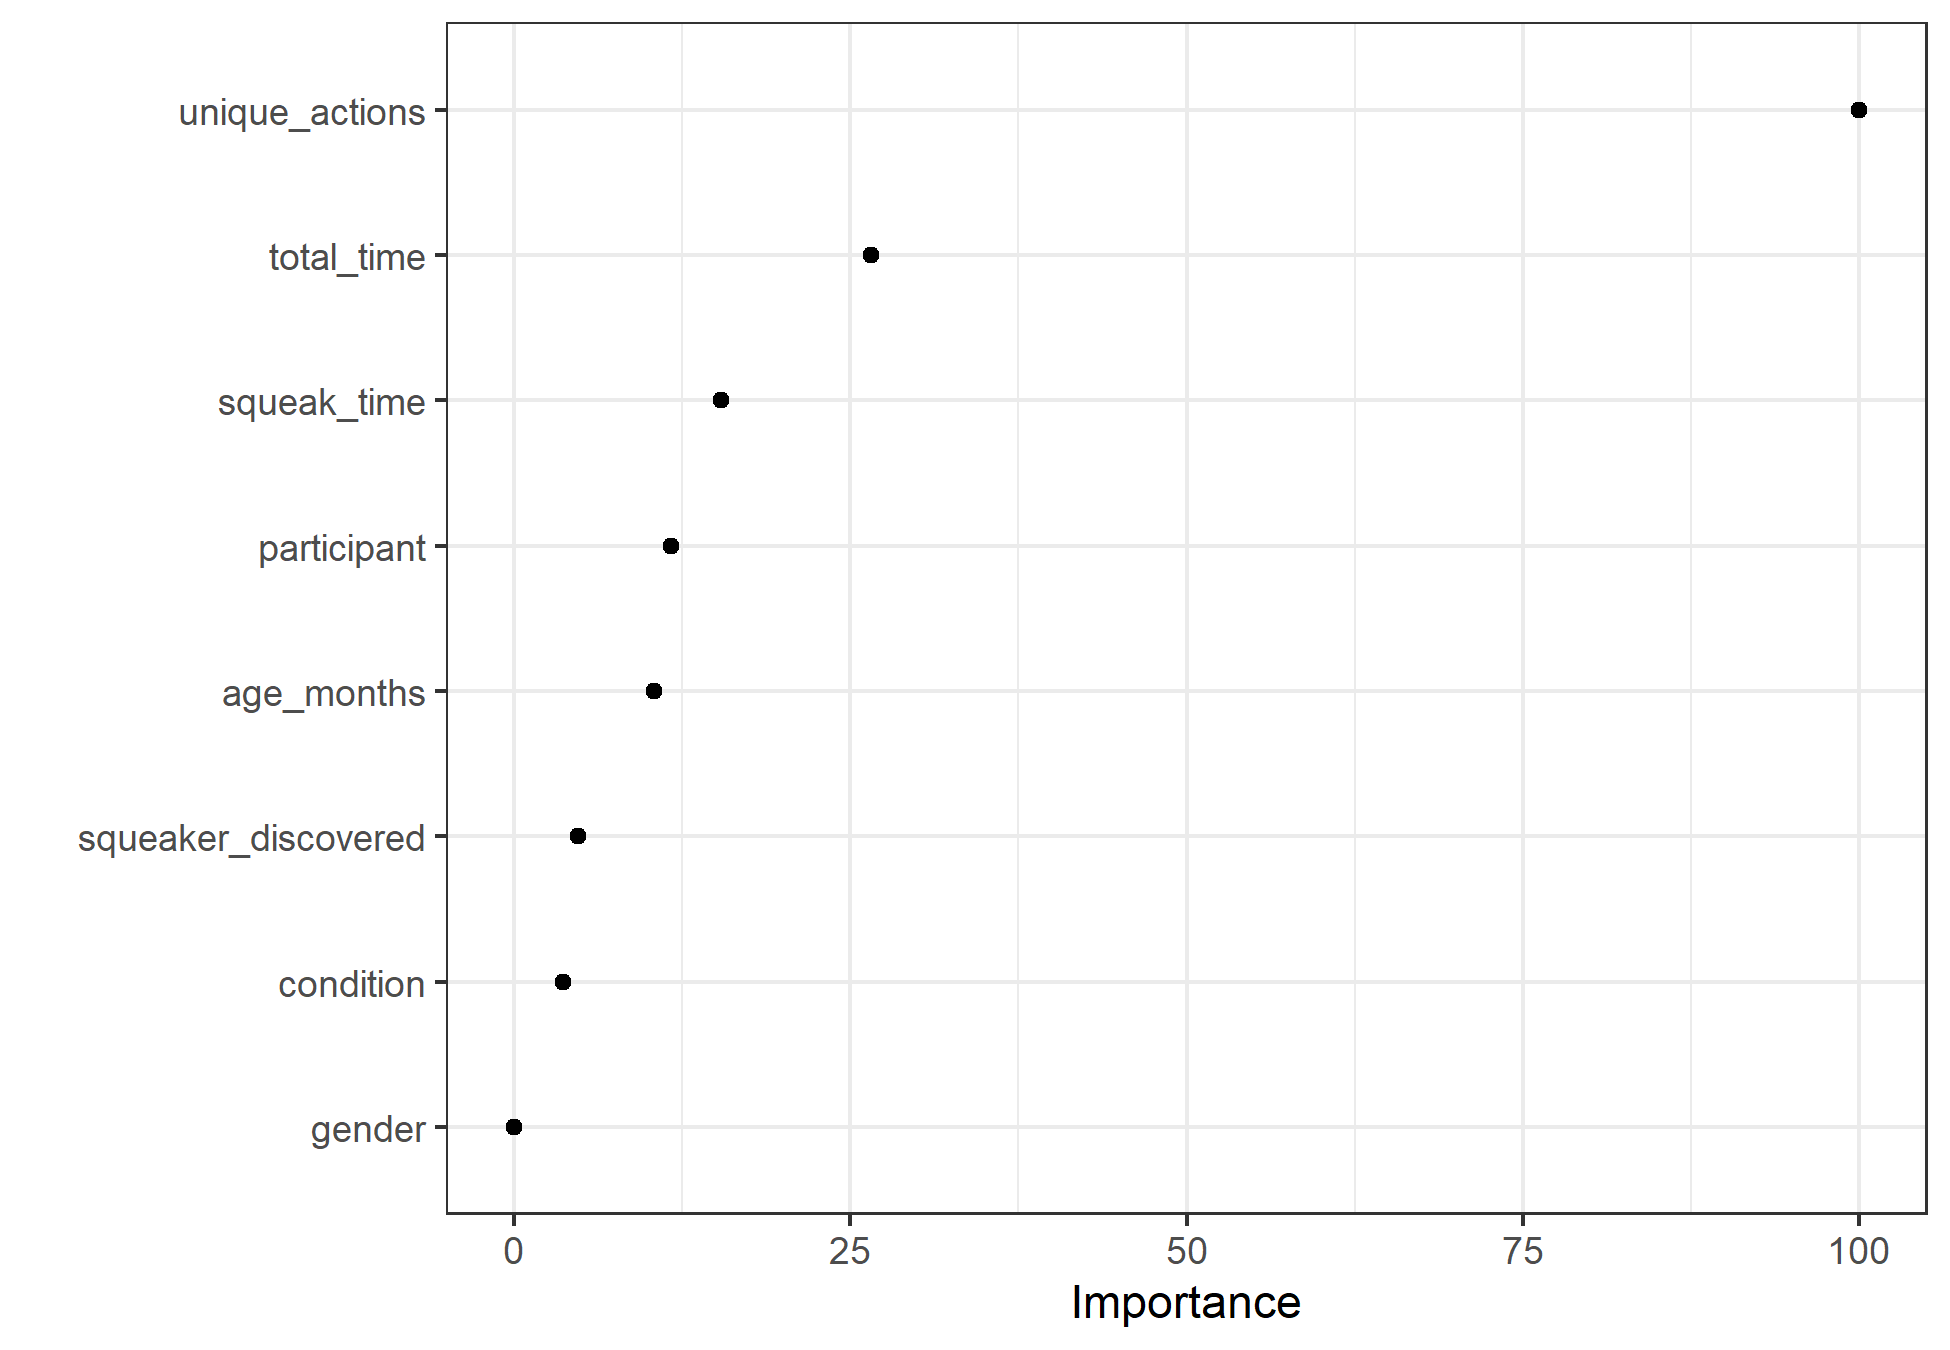 unique_actions
total_time
squeak_time
participant
age_months
squeaker_discovered
condition
gender
0 25 50 75 100
Importance